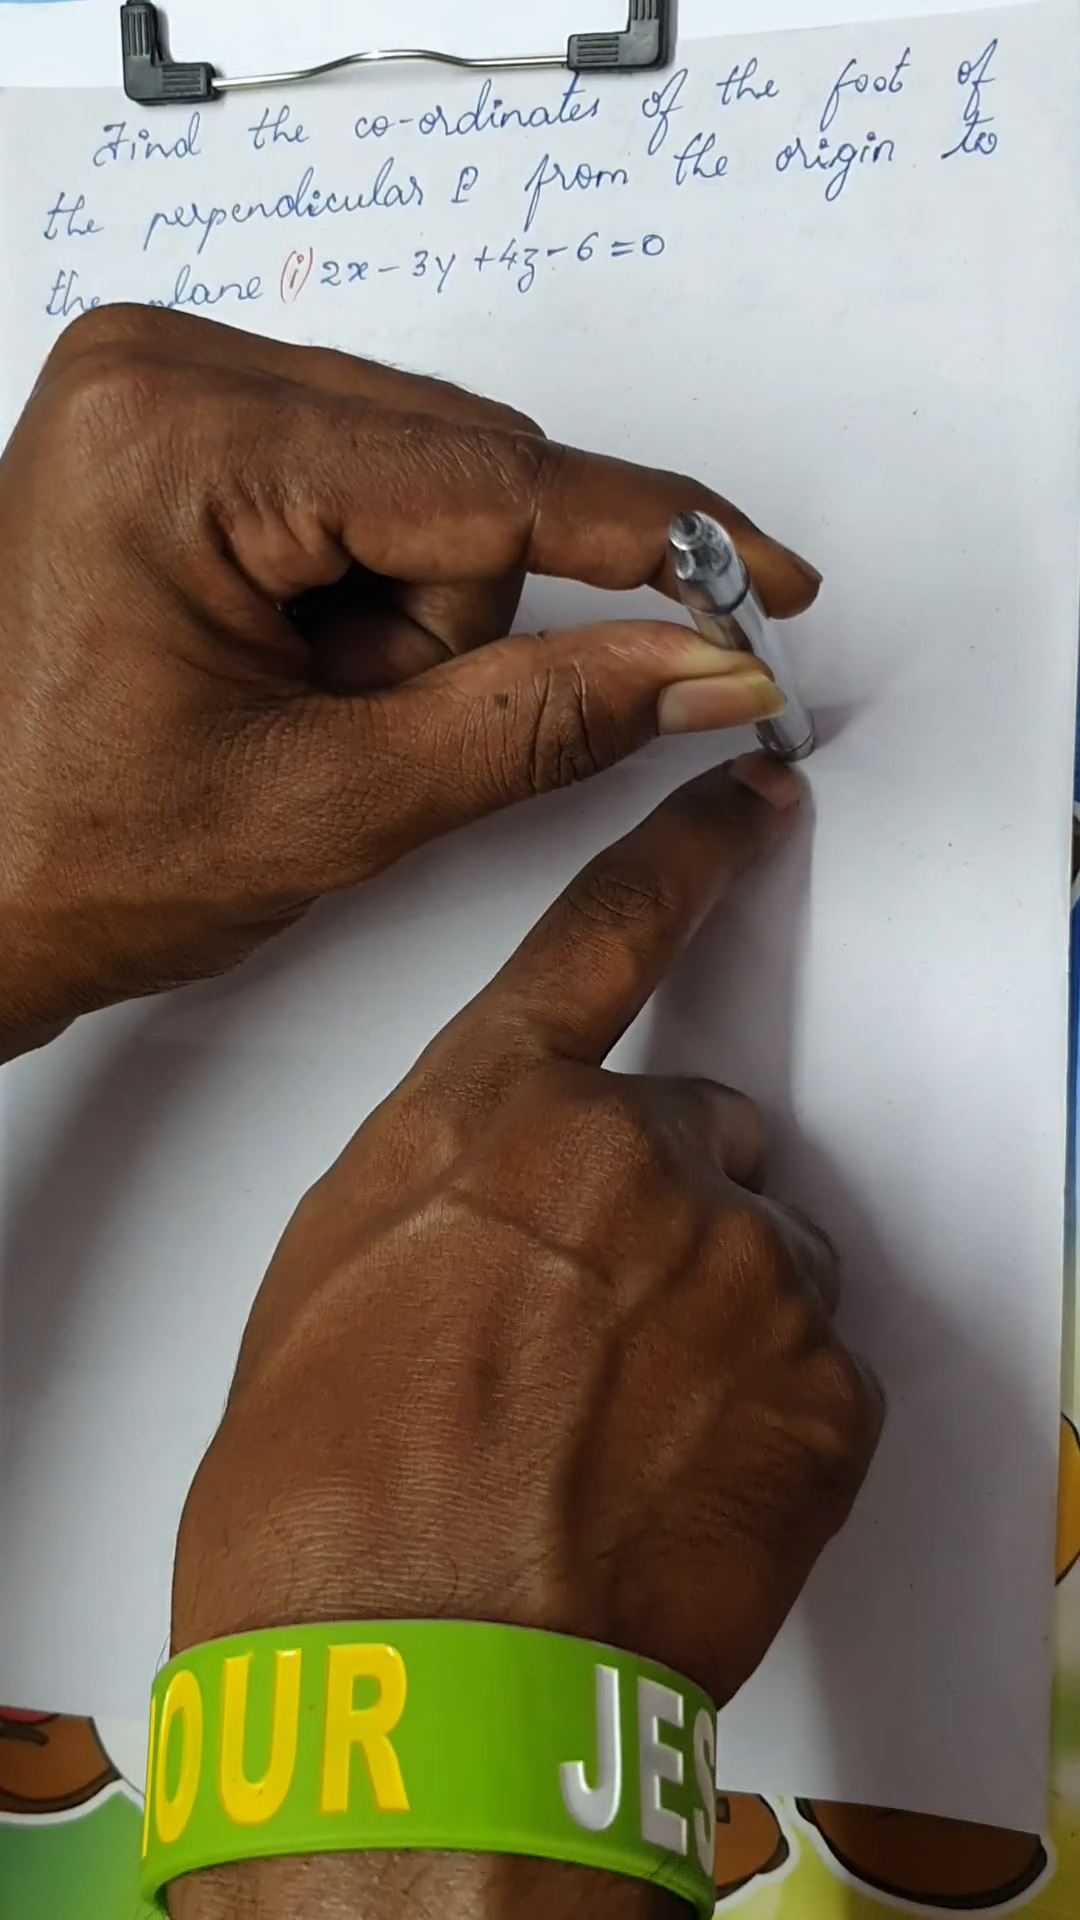 Find the co-ordinates of the foot of
the perpendicular P from the origin to
the plane (i) 2x - 3y + 4z - 6 = 0
OUR JES